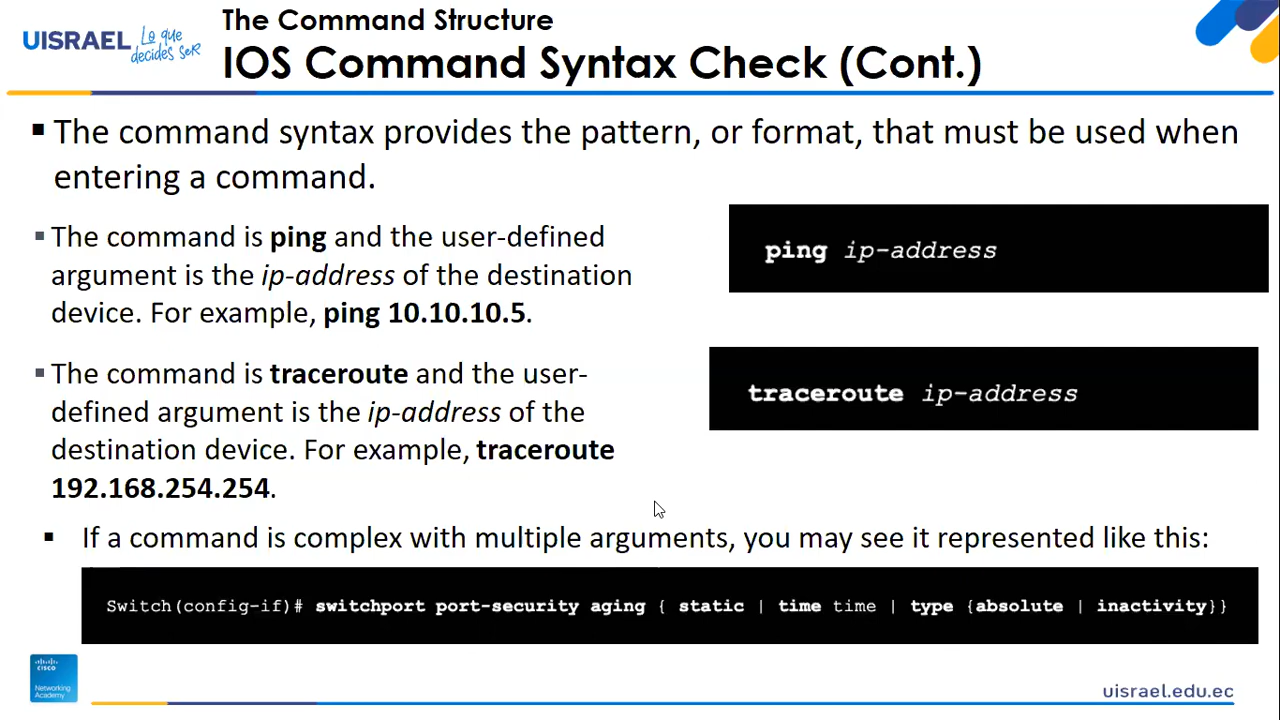 UISRAEL Lo que
decides seR
The Command Structure
IOS Command Syntax Check (Cont.)
▪ The command syntax provides the pattern, or format, that must be used when
entering a command.
▪ The command is ping and the user-defined
argument is the ip-address of the destination
device. For example, ping 10.10.10.5.
ping ip-address
▪ The command is traceroute and the user-
defined argument is the ip-address of the
destination device. For example, traceroute
192.168.254.254.
traceroute ip-address
▪ If a command is complex with multiple arguments, you may see it represented like this:
Switch(config-if)# switchport port-security aging { static | time time | type {absolute | inactivity}}
cisco
Networking
Academy
uisrael.edu.ec